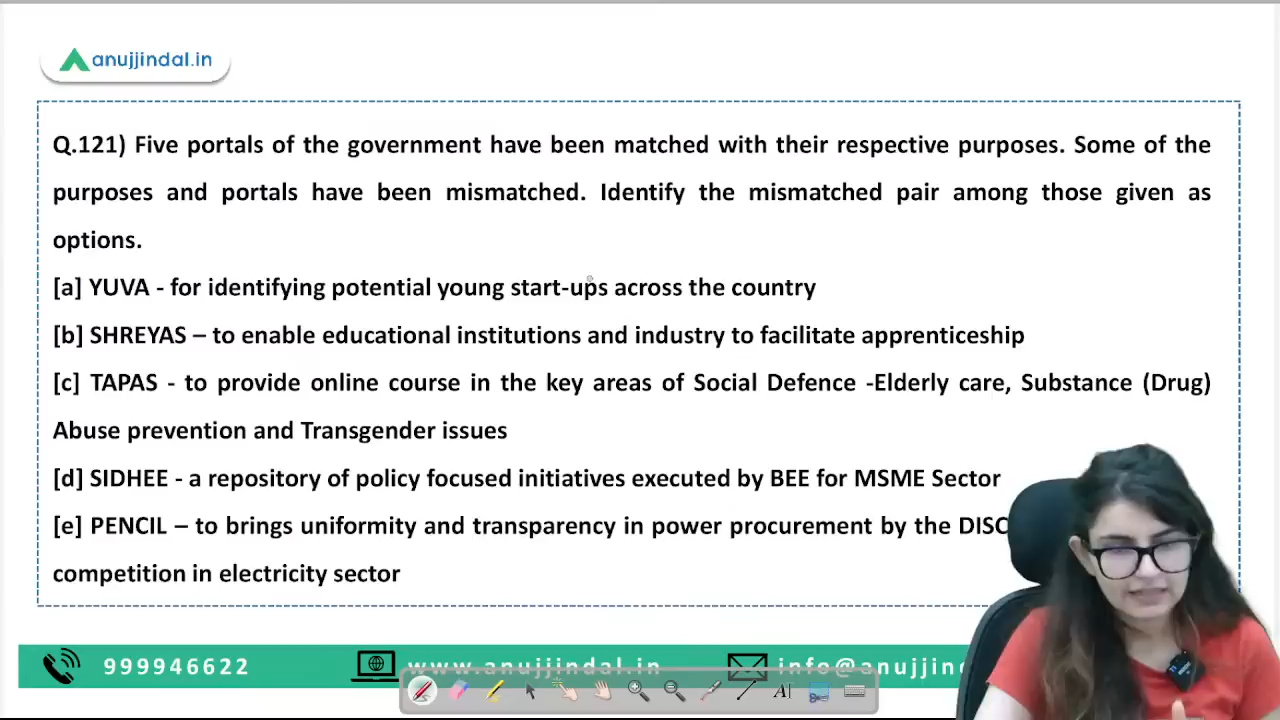 anujjindal.in
Q.121) Five portals of the government have been matched with their respective purposes. Some of the
purposes and portals have been mismatched. Identify the mismatched pair among those given as
options.
[a] YUVA - for identifying potential young start-ups across the country
[b] SHREYAS – to enable educational institutions and industry to facilitate apprenticeship
[c] TAPAS - to provide online course in the key areas of Social Defence -Elderly care, Substance (Drug)
Abuse prevention and Transgender issues
[d] SIDHEE - a repository of policy focused initiatives executed by BEE for MSME Sector
[e] PENCIL – to brings uniformity and transparency in power procurement by the
competition in electricity sector
999946622
www.anujjindal.in